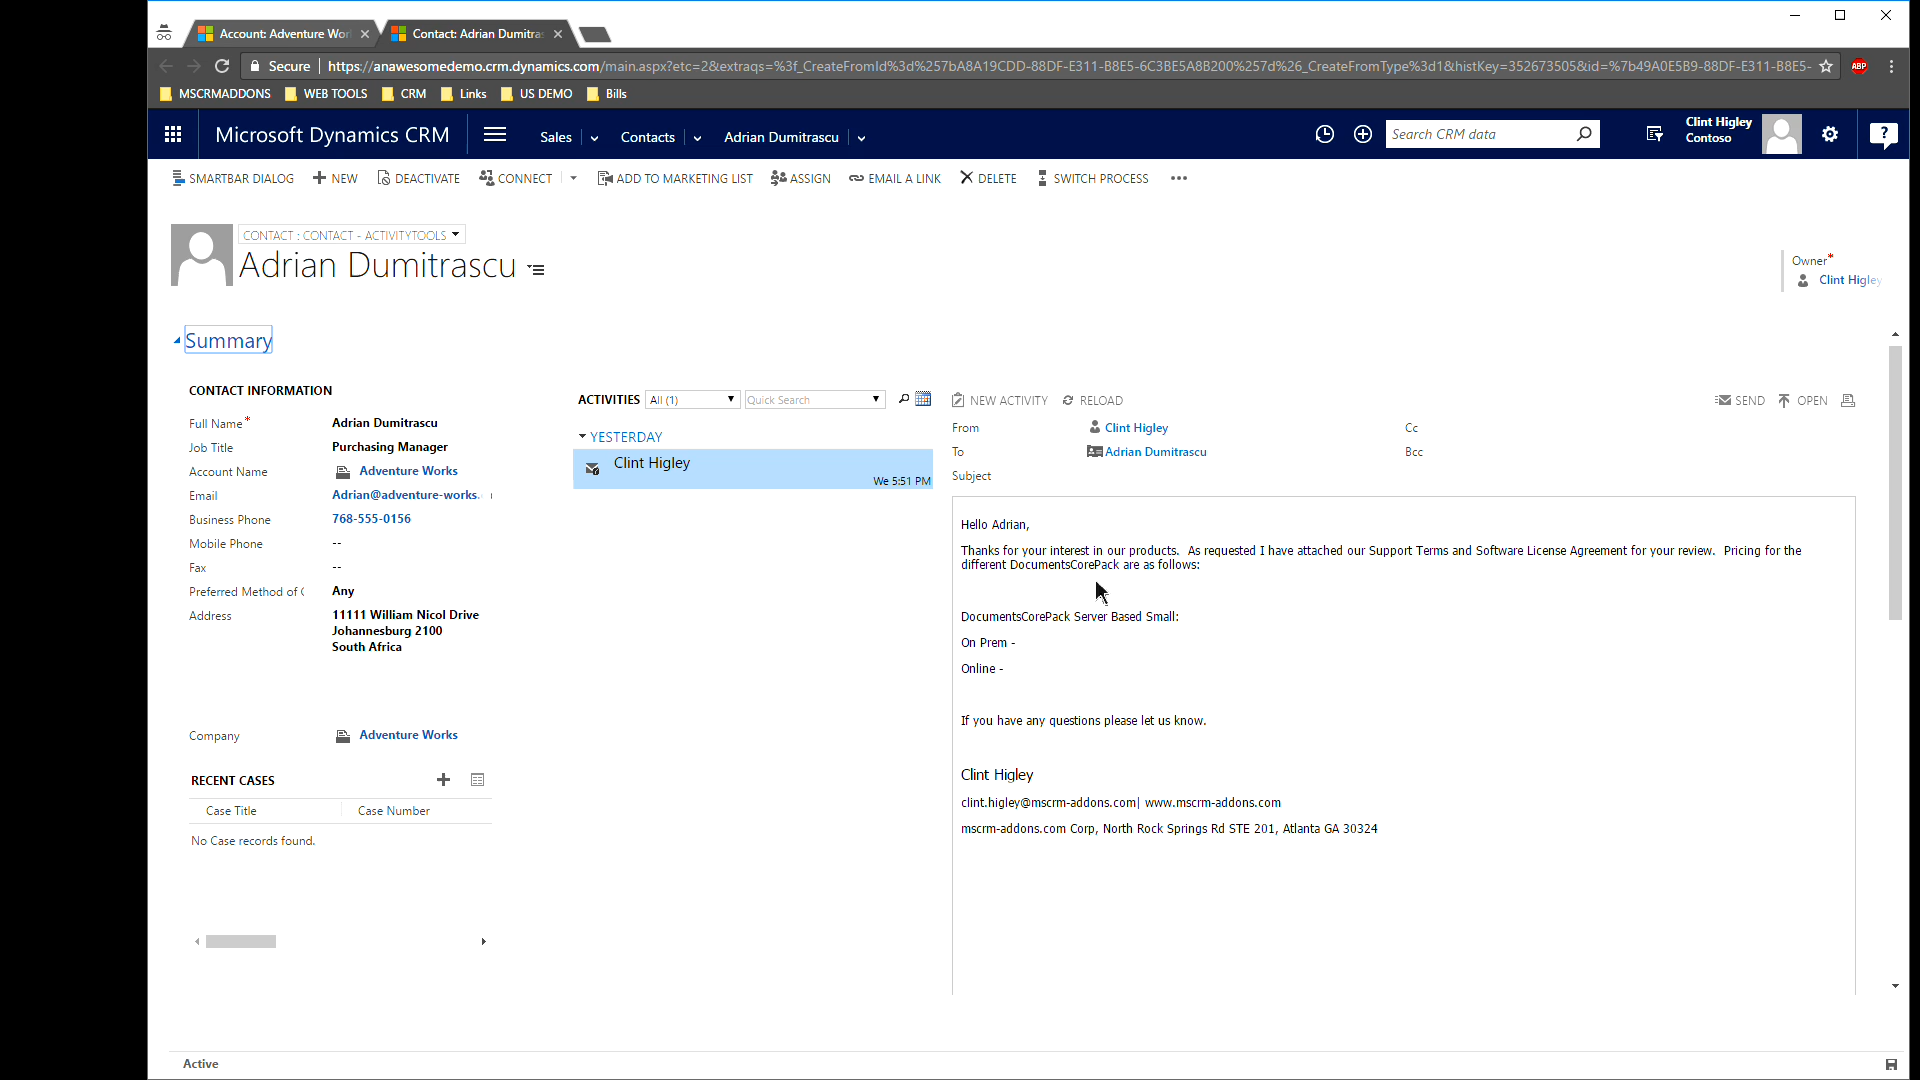 Account: Adventure Wor
Contact: Adrian Dumitras
Secure
https://anawesomedemo.crm.dynamics.com/main.aspx?etc=2&extraqs=%3f_CreateFromId%3d%257bA8A19CDD-88DF-E311-B8E5-6C3BE5A8B200%257d%26_CreateFromType%3d1&histKey=352673505&id=%7b49A0E5B9-88DF-E311-B8E5-
ABP
MSCRMADDONS
WEB TOOLS
CRM
Links
US DEMO
Bills
Microsoft Dynamics CRM
Sales
Contacts
Adrian Dumitrascu
Search CRM data
Clint Higley
Contoso
?
SMARTBAR DIALOG
NEW
DEACTIVATE
CONNECT
ADD TO MARKETING LIST
ASSIGN
EMAIL A LINK
DELETE
SWITCH PROCESS
CONTACT : CONTACT - ACTIVITYTOOLS
Adrian Dumitrascu
Owner*
Clint Higley
Summary
CONTACT INFORMATION
Full Name* Adrian Dumitrascu
Job Title Purchasing Manager
Account Name Adventure Works
Email Adrian@adventure-works.
Business Phone 768-555-0156
Mobile Phone --
Fax --
Preferred Method of C Any
Address 11111 William Nicol Drive
Johannesburg 2100
South Africa
Company Adventure Works
RECENT CASES
Case Title Case Number
No Case records found.
ACTIVITIES All (1) Quick Search
YESTERDAY
Clint Higley
We 5:51 PM
NEW ACTIVITY RELOAD SEND OPEN
From Clint Higley Cc
To Adrian Dumitrascu Bcc
Subject
Hello Adrian,
Thanks for your interest in our products.  As requested I have attached our Support Terms and Software License Agreement for your review.  Pricing for the
different DocumentsCorePack are as follows:
DocumentsCorePack Server Based Small:
On Prem -
Online -
If you have any questions please let us know.
Clint Higley
clint.higley@mscrm-addons.com| www.mscrm-addons.com
mscrm-addons.com Corp, North Rock Springs Rd STE 201, Atlanta GA 30324
Active